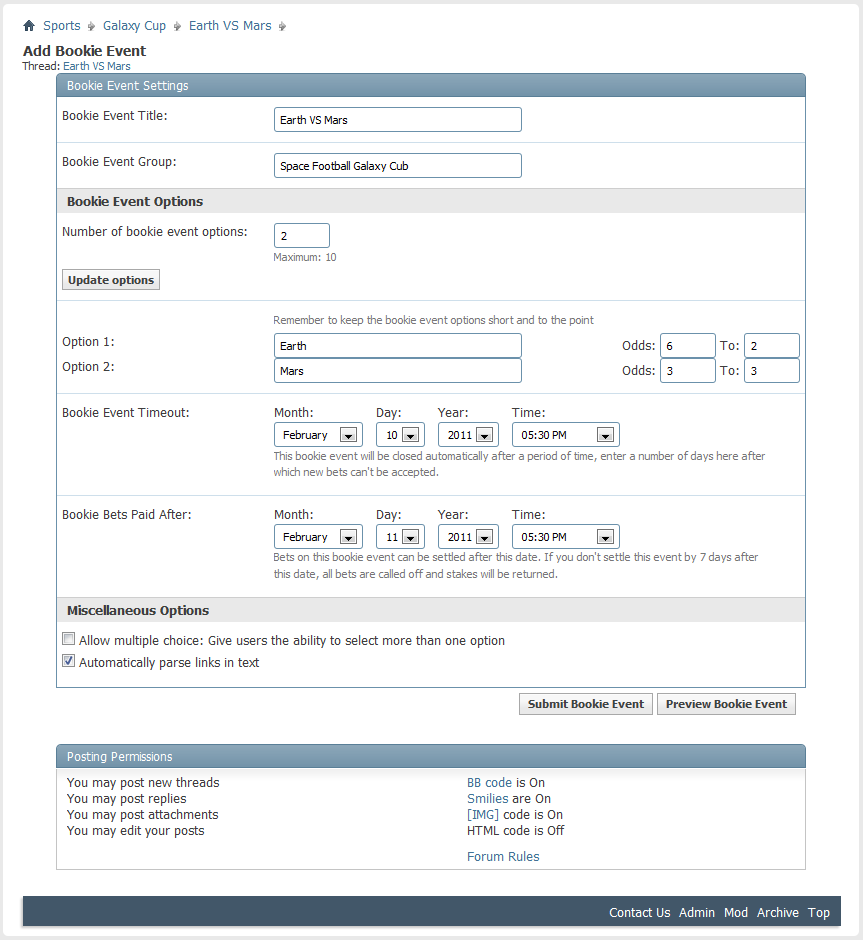 Sports Galaxy Cup Earth VS Mars
Add Bookie Event
Thread: Earth VS Mars
Bookie Event Settings
Bookie Event Title: Earth VS Mars
Bookie Event Group: Space Football Galaxy Cub
Bookie Event Options
Number of bookie event options: 2
Maximum: 10
Update options
Remember to keep the bookie event options short and to the point
Option 1: Earth Odds: 6 To: 2
Option 2: Mars Odds: 3 To: 3
Bookie Event Timeout: Month: Day: Year: Time:
February 10 2011 05:30 PM
This bookie event will be closed automatically after a period of time, enter a number of days here after
which new bets can't be accepted.
Bookie Bets Paid After: Month: Day: Year: Time:
February 11 2011 05:30 PM
Bets on this bookie event can be settled after this date. If you don't settle this event by 7 days after
this date, all bets are called off and stakes will be returned.
Miscellaneous Options
Allow multiple choice: Give users the ability to select more than one option
Automatically parse links in text
Submit Bookie Event Preview Bookie Event
Posting Permissions
You may post new threads
You may post replies
You may post attachments
You may edit your posts
BB code is On
Smilies are On
[IMG] code is On
HTML code is Off
Forum Rules
Contact Us Admin Mod Archive Top